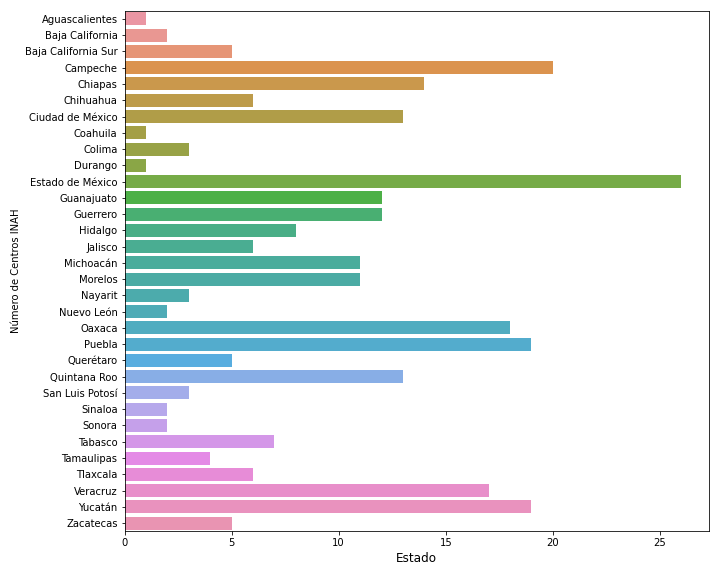 Aguascalientes
Baja California
Baja California Sur
Campeche
Chiapas
Chihuahua
Ciudad de México
Coahuila
Colima
Durango
Estado de México
Guanajuato
Guerrero
Hidalgo
Jalisco
Michoacán
Morelos
Nayarit
Nuevo León
Oaxaca
Puebla
Querétaro
Quintana Roo
San Luis Potosí
Sinaloa
Sonora
Tabasco
Tamaulipas
Tlaxcala
Veracruz
Yucatán
Zacatecas
Número de Centros INAH
0 5 10 15 20 25
Estado